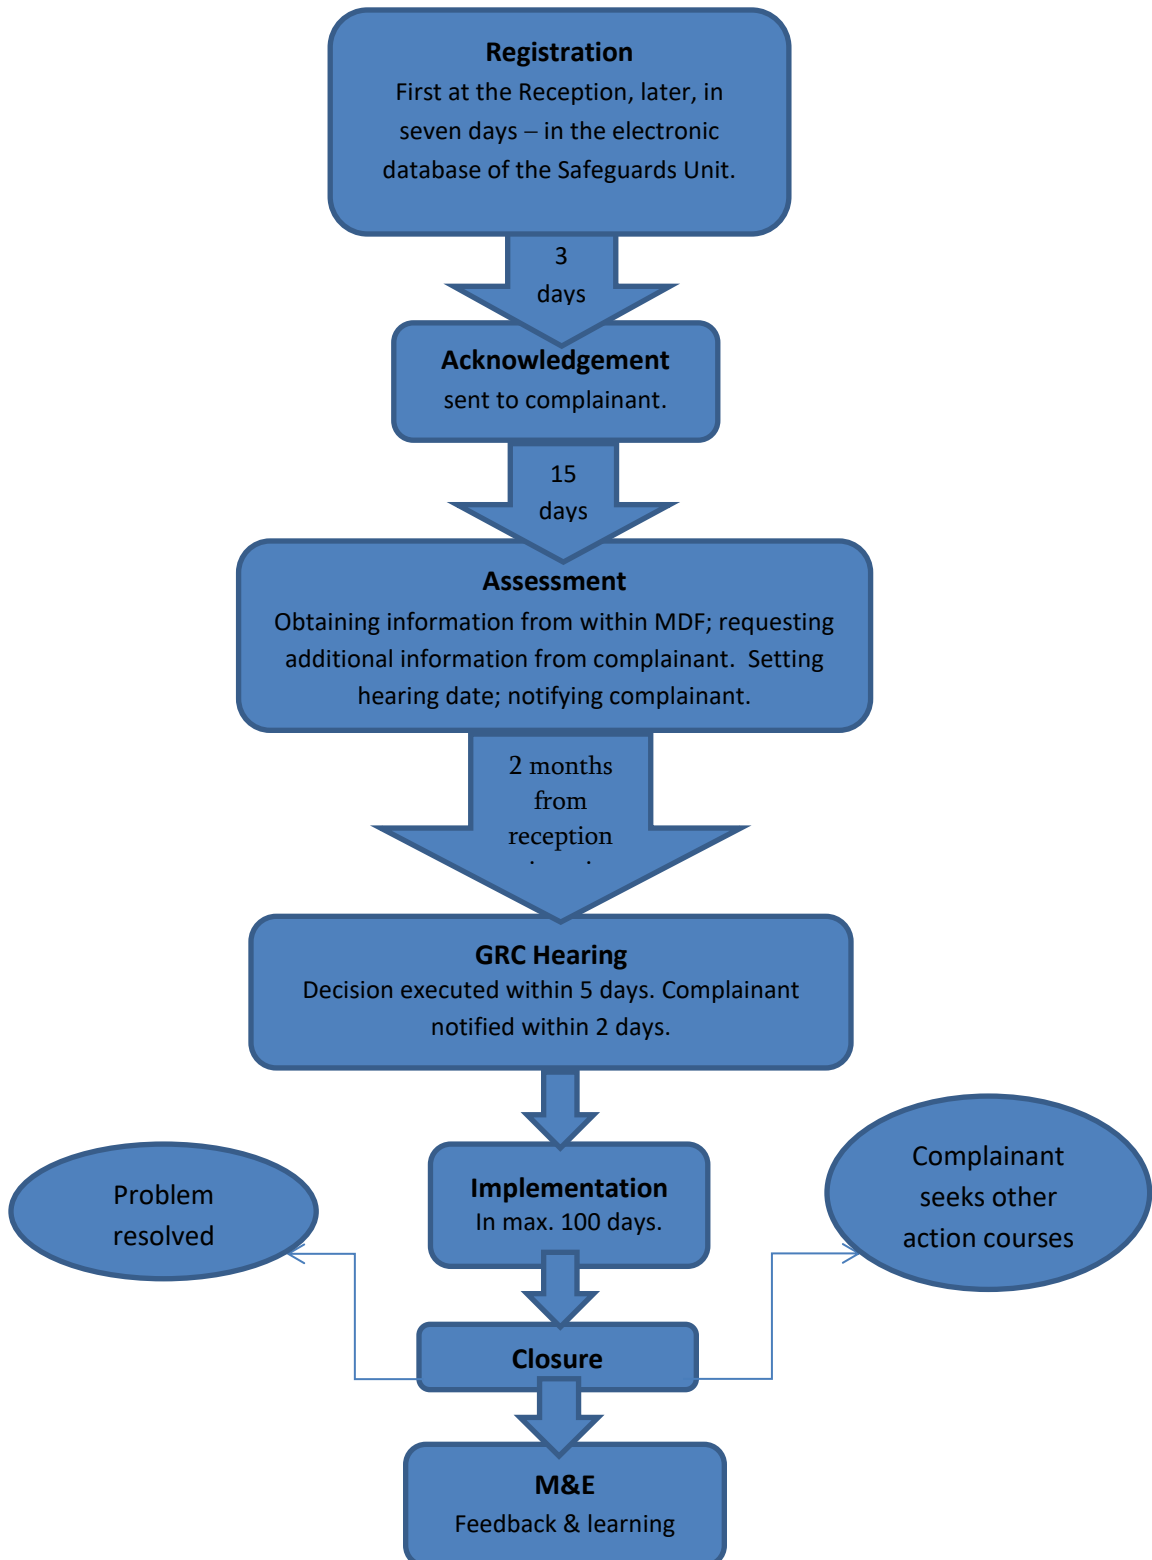 Registration
First at the Reception, later, in
seven days – in the electronic
database of the Safeguards Unit.
3
days
Acknowledgement
sent to complainant.
15
days
Assessment
Obtaining information from within MDF; requesting
additional information from complainant.  Setting
hearing date; notifying complainant.
2 months
from
reception
GRC Hearing
Decision executed within 5 days. Complainant
notified within 2 days.
Problem
resolved
Implementation
In max. 100 days.
Complainant
seeks other
action courses
Closure
M&E
Feedback & learning